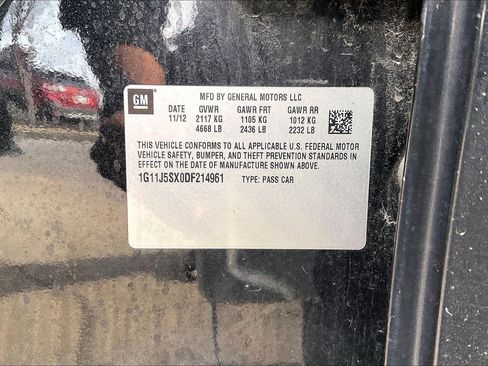 GM
MFD BY GENERAL MOTORS LLC
DATE GVWR GAWR FRT GAWR RR
11/12 2117 KG 1105 KG 1012 KG
4668 LB 2436 LB 2232 LB
THIS VEHICLE CONFORMS TO ALL APPLICABLE U.S. FEDERAL MOTOR
VEHICLE SAFETY, BUMPER, AND THEFT PREVENTION STANDARDS IN
EFFECT ON THE DATE OF MANUFACTURE SHOWN ABOVE.
1G11J5SX0DF214961 TYPE: PASS CAR